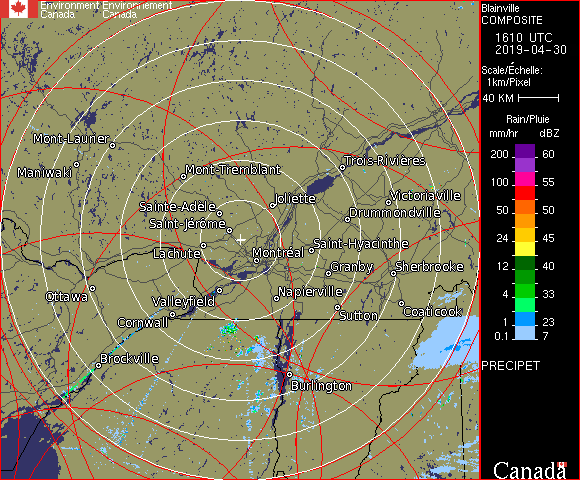 Environment Environnement
Canada Canada
Blainville
COMPOSITE
1610 UTC
2019-04-30
Scale/Échelle:
1km/Pixel
40 KM
Rain/Pluie
mm/hr dBZ
200 60
100 55
50 50
24 45
12 40
4 33
1 23
0.1 7
PRECIPET
Canada
Mont-Laurier
Maniwaki
Mont-Tremblant
Trois-Rivières
Sainte-Adele
Joliette
Victoriaville
Saint-Jérôme
Drummondville
Lachute
Montréal
Saint-Hyacinthe
Granby
Sherbrooke
Ottawa
Valleyfield
Napierville
Cornwall
Sutton
Coaticook
Brockville
Burlington